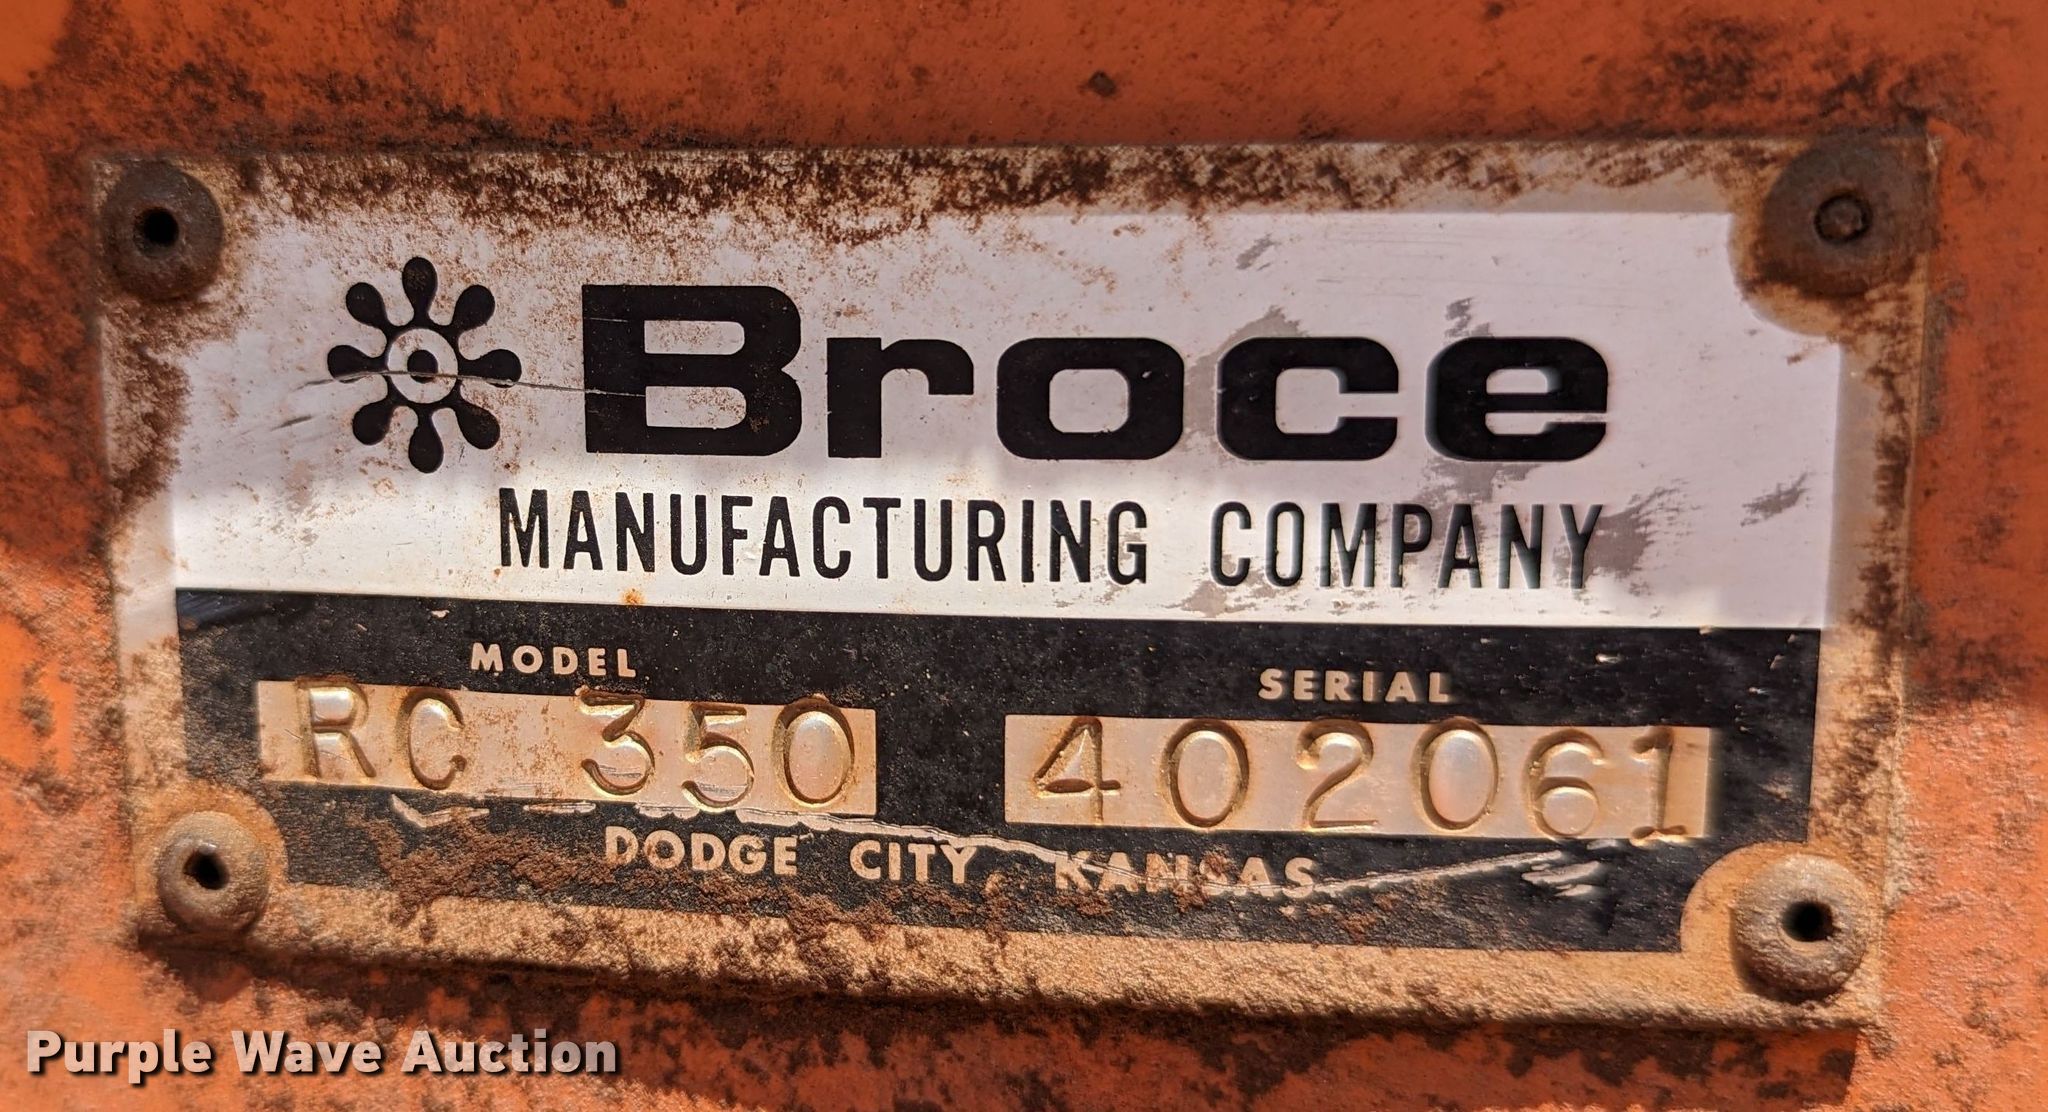 Broce
MANUFACTURING COMPANY
MODEL
SERIAL
RC 350
402061
DODGE CITY, KANSAS
Purple Wave Auction